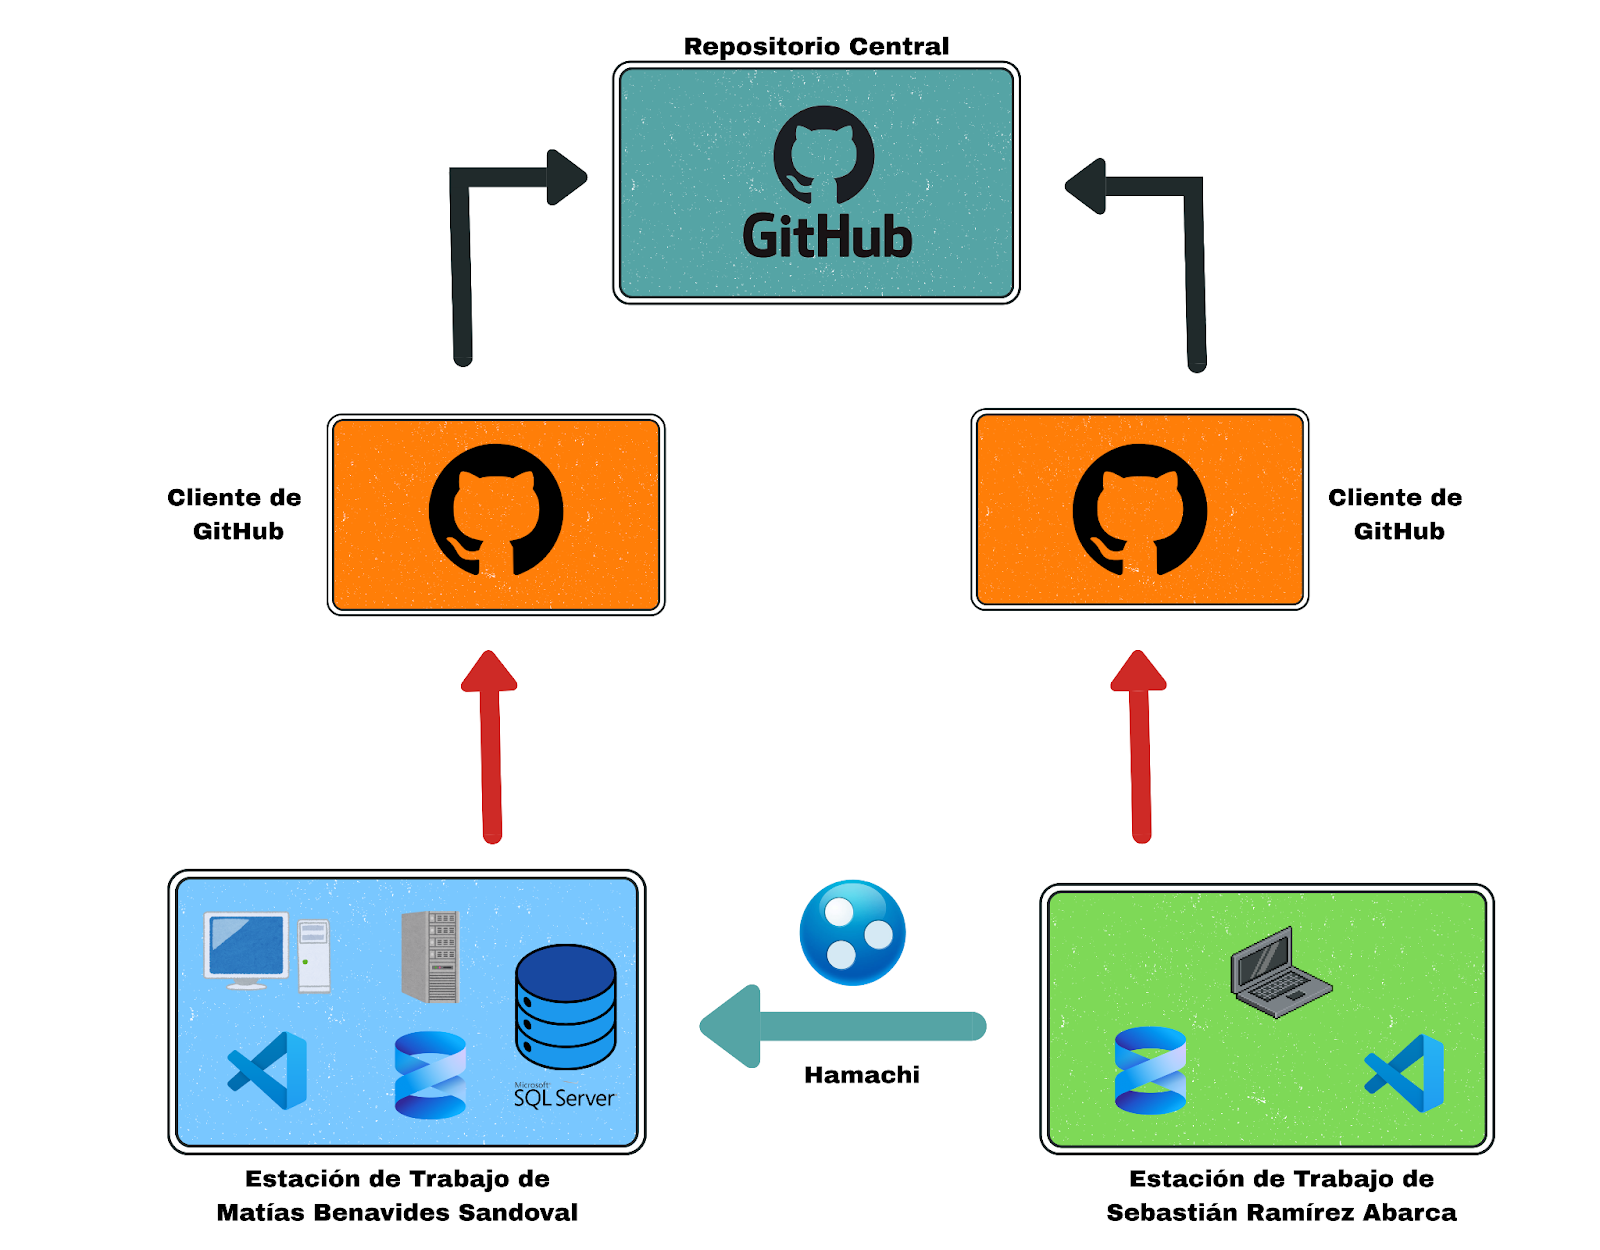 Repositorio Central
GitHub
Cliente de
GitHub
Cliente de
GitHub
Hamachi
Microsoft
SQL Server
Estación de Trabajo de
Matías Benavides Sandoval
Estación de Trabajo de
Sebastián Ramírez Abarca